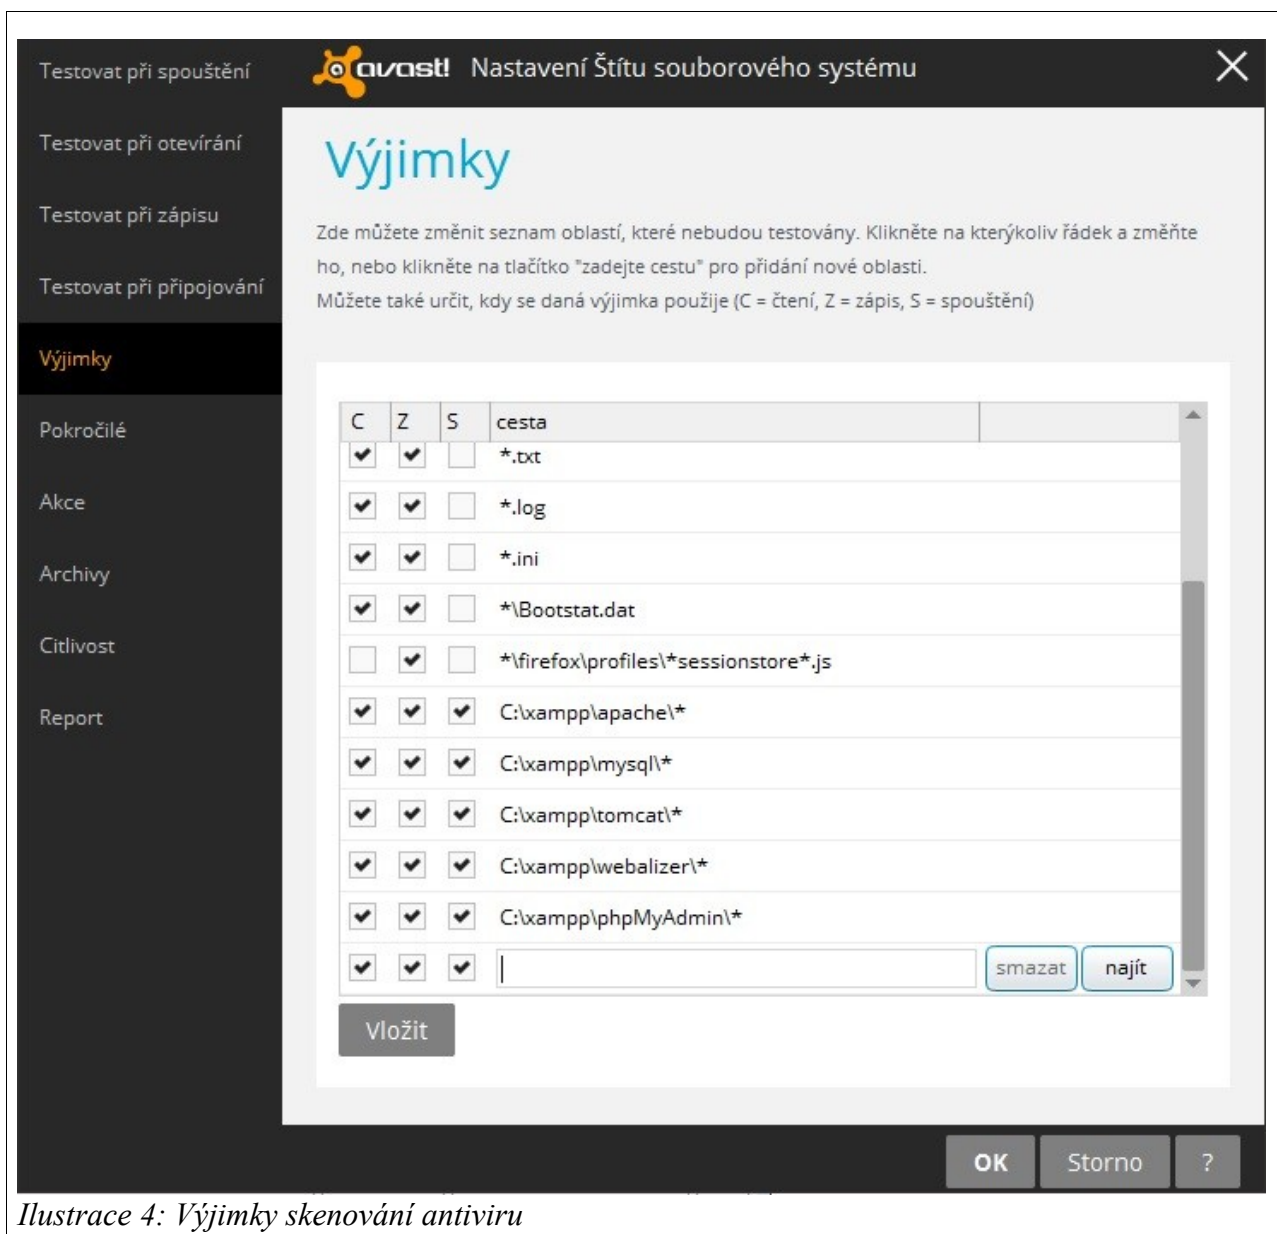 Testovat při spouštění
Testovat při otevírání
Testovat při zápisu
Testovat při připojování
Výjimky
Pokročilé
Akce
Archivy
Citlivost
Report
avast! Nastavení Štítu souborového systému
Výjimky
Zde můžete změnit seznam oblastí, které nebudou testovány. Klikněte na kterýkoliv řádek a změňte
ho, nebo klikněte na tlačítko "zadejte cestu" pro přidání nové oblasti.
Můžete také určit, kdy se daná výjimka použije (C = čtení, Z = zápis, S = spouštění)
C Z S cesta
*.txt
*.log
*.ini
*\Bootstat.dat
*\firefox\profiles\*sessionstore*.js
C:\xampp\apache\*
C:\xampp\mysql\*
C:\xampp\tomcat\*
C:\xampp\webalizer\*
C:\xampp\phpMyAdmin\*
smazat najít
Vložit
OK Storno ?
Ilustrace 4: Výjimky skenování antiviru